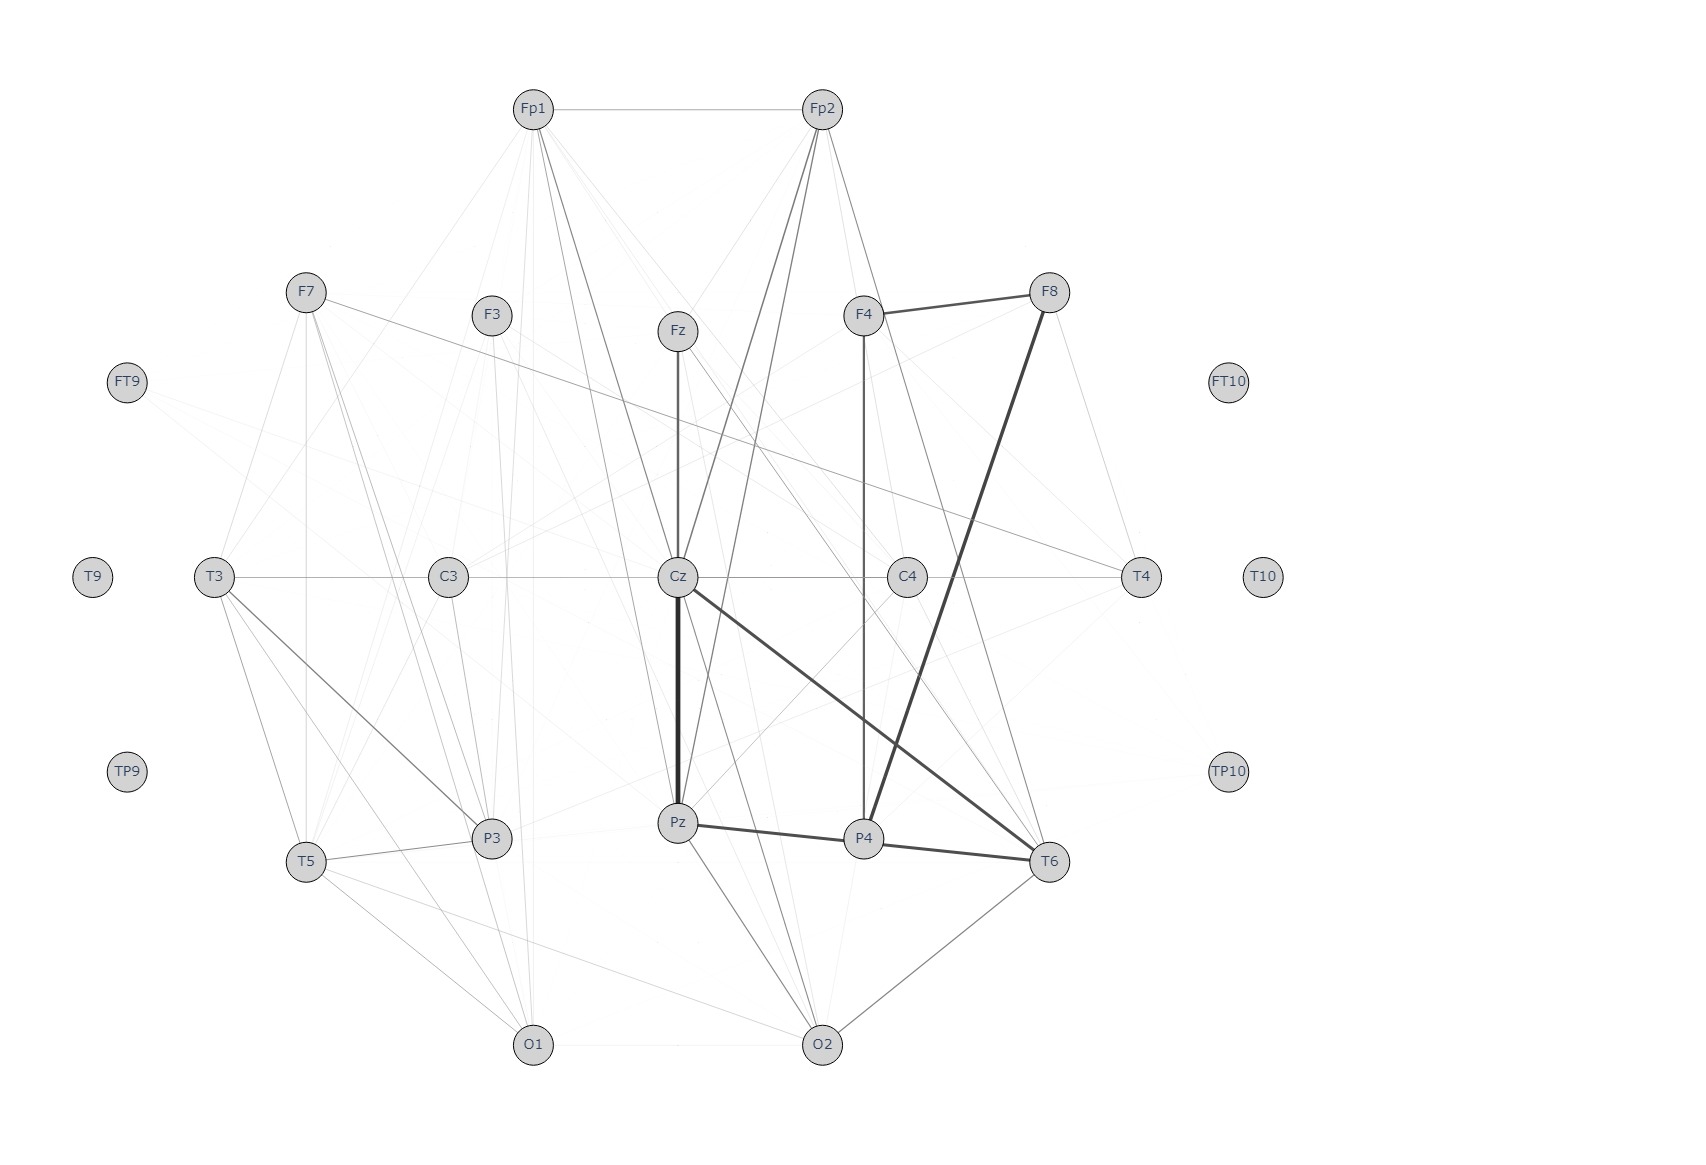 Fp1 Fp2
F7 F3 Fz F4 F8
FT9 FT10
T9 T3 C3 Cz C4 T4 T10
TP9 TP10
T5 P3 Pz P4 T6
O1 O2